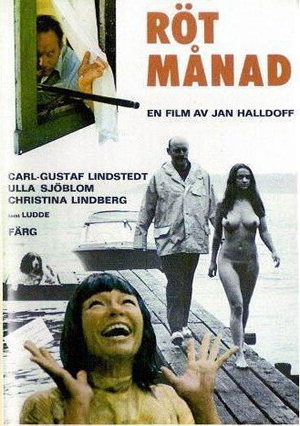 RÖT
MÅNAD
EN FILM AV JAN HALLDOFF
CARL-GUSTAF LINDSTEDT
ULLA SJÖBLOM
CHRISTINA LINDBERG
LUDDE
FÄRG